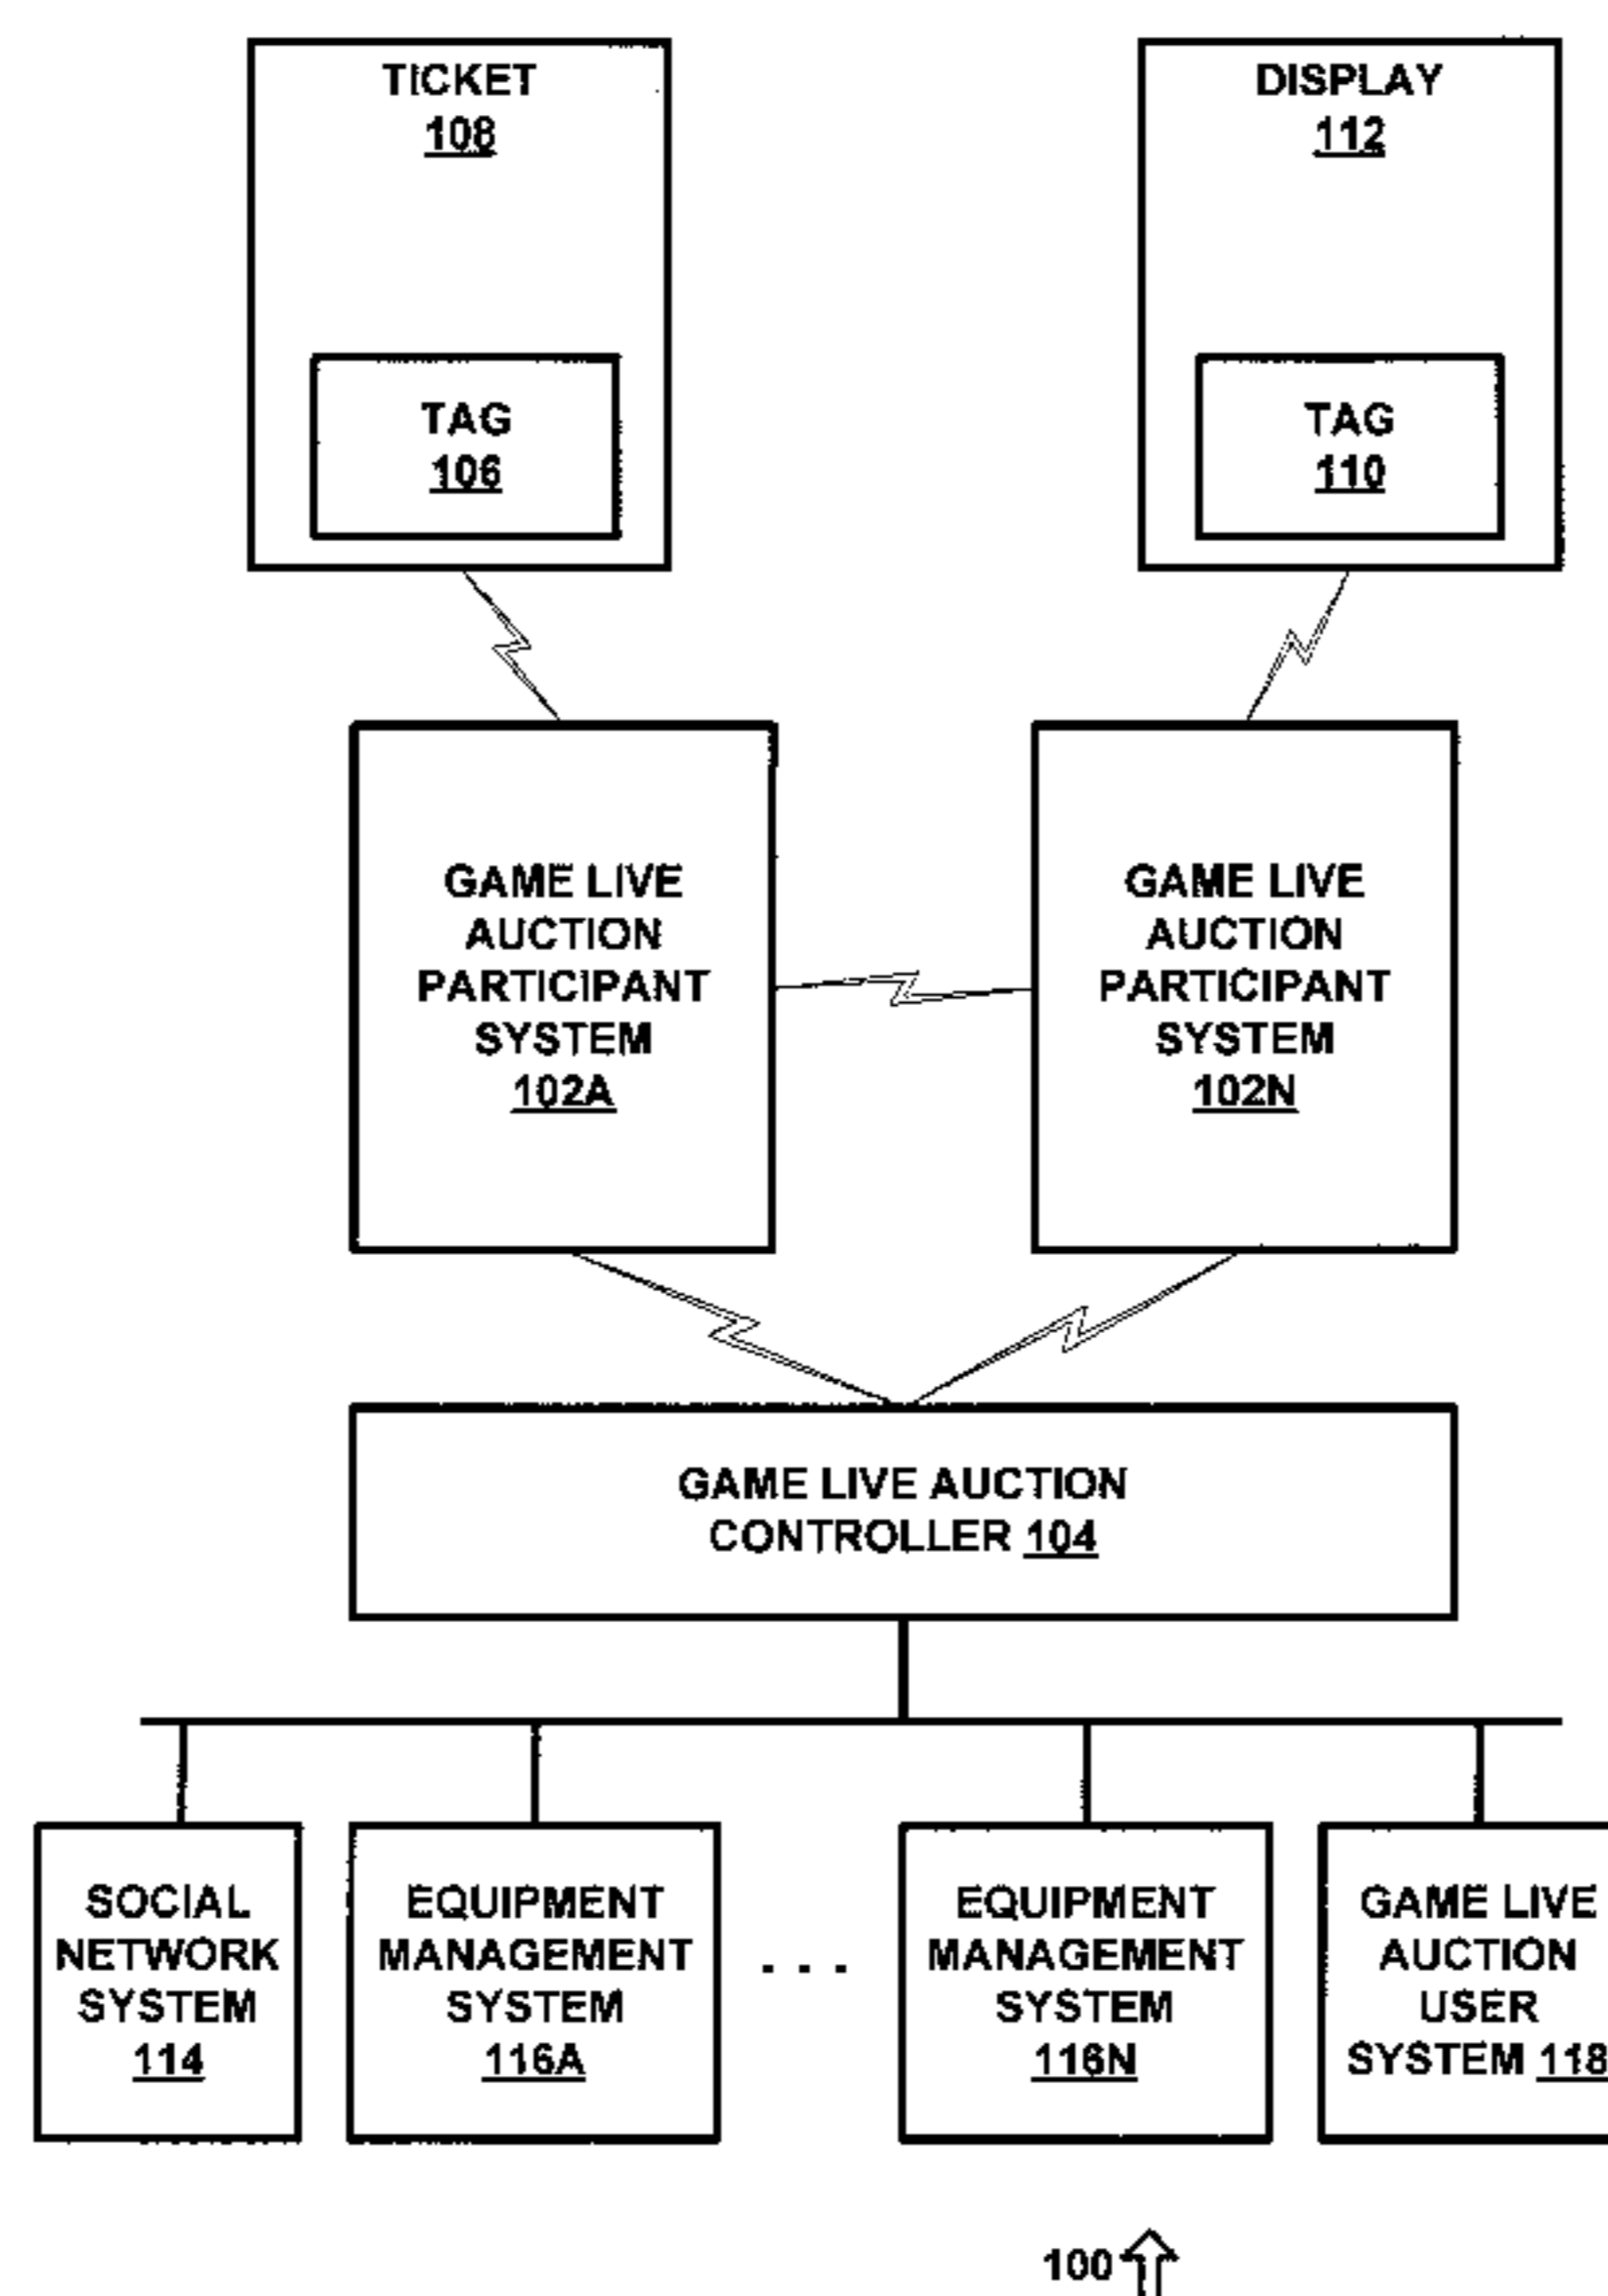 TICKET
108
TAG
106
DISPLAY
112
TAG
110
GAME LIVE
AUCTION
PARTICIPANT
SYSTEM
102A
GAME LIVE
AUCTION
PARTICIPANT
SYSTEM
102N
GAME LIVE AUCTION
CONTROLLER 104
SOCIAL
NETWORK
SYSTEM
114
EQUIPMENT
MANAGEMENT
SYSTEM
116A
. . .
EQUIPMENT
MANAGEMENT
SYSTEM
116N
GAME LIVE
AUCTION
USER
SYSTEM 118
100